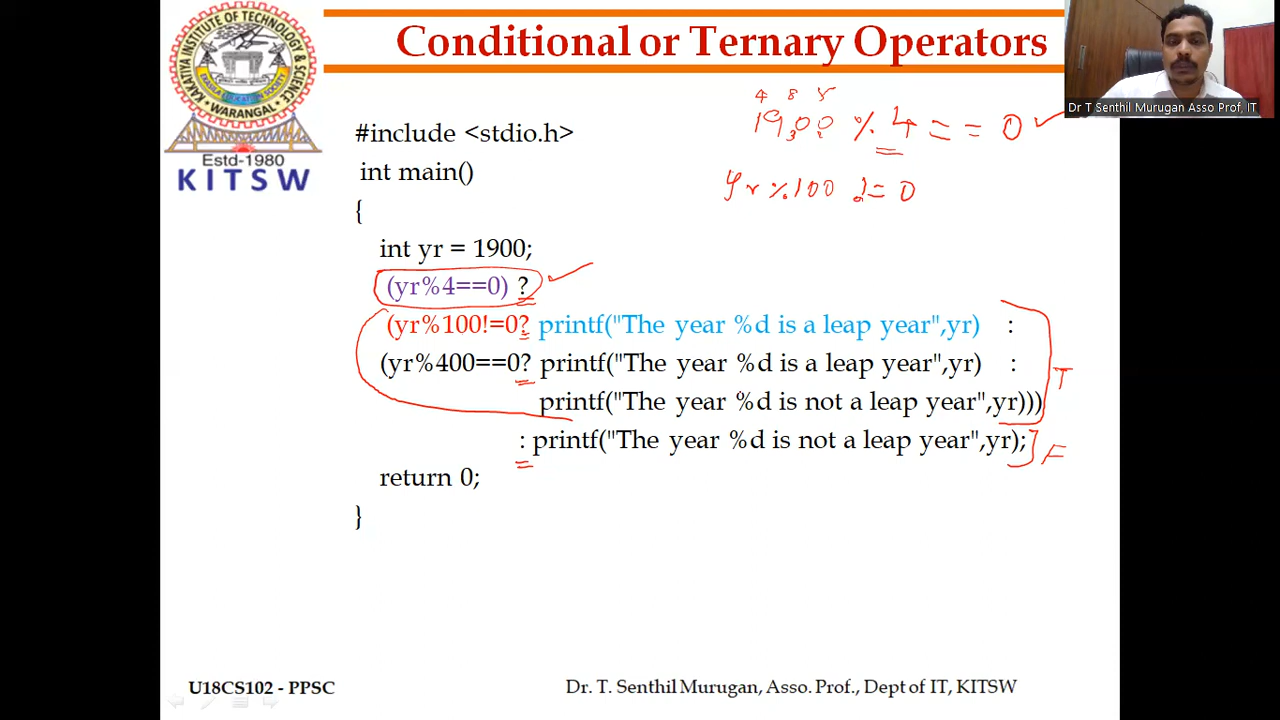 KAKATIYA INSTITUTE OF TECHNOLOGY & SCIENCE
WARANGAL
Estd-1980
KITSW
Conditional or Ternary Operators
Dr T Senthil Murugan Asso Prof, IT
1900 % 4 == 0
yr %100 != 0
#include <stdio.h>
int main()
{
int yr = 1900;
(yr%4==0) ?
(yr%100!=0? printf("The year %d is a leap year",yr) :
(yr%400==0? printf("The year %d is a leap year",yr) :
T
printf("The year %d is not a leap year",yr)))
: printf("The year %d is not a leap year",yr);
F
return 0;
}
U18CS102 - PPSC
Dr. T. Senthil Murugan, Asso. Prof., Dept of IT, KITSW